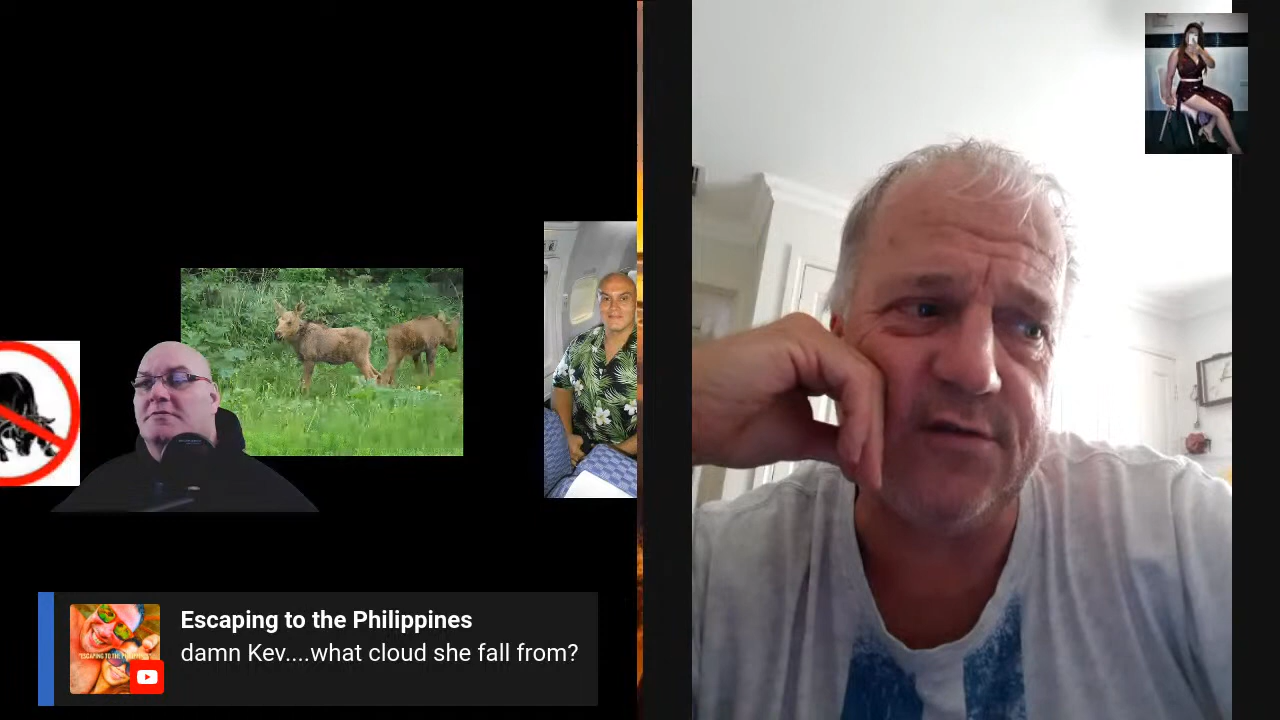 Escaping to the Philippines
damn Kev....what cloud she fall from?